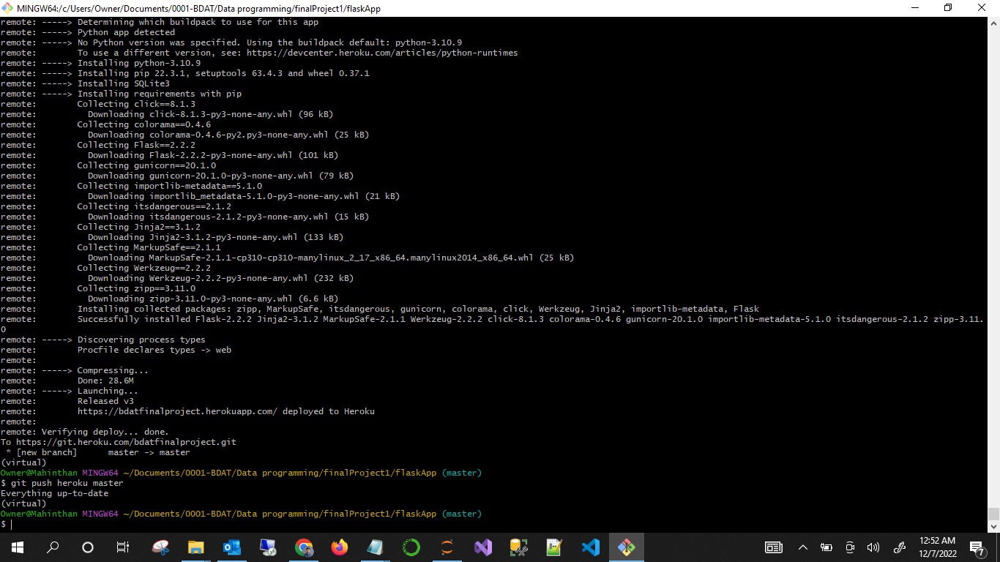 MINGW64:/c/Users/Owner/Documents/0001-BDAT/Data programming/finalProject1/flaskApp
remote: -----> Determining which buildpack to use for this app
remote: -----> Python app detected
remote: -----> No Python version was specified. Using the buildpack default: python-3.10.9
remote:        To use a different version, see: https://devcenter.heroku.com/articles/python-runtimes
remote: -----> Installing python-3.10.9
remote: -----> Installing pip 22.3.1, setuptools 63.4.3 and wheel 0.37.1
remote: -----> Installing SQLite3
remote: -----> Installing requirements with pip
remote:        Collecting click==8.1.3
remote:          Downloading click-8.1.3-py3-none-any.whl (96 kB)
remote:        Collecting colorama==0.4.6
remote:          Downloading colorama-0.4.6-py2.py3-none-any.whl (25 kB)
remote:        Collecting Flask==2.2.2
remote:          Downloading Flask-2.2.2-py3-none-any.whl (101 kB)
remote:        Collecting gunicorn==20.1.0
remote:          Downloading gunicorn-20.1.0-py3-none-any.whl (79 kB)
remote:        Collecting importlib-metadata==5.1.0
remote:          Downloading importlib_metadata-5.1.0-py3-none-any.whl (21 kB)
remote:        Collecting itsdangerous==2.1.2
remote:          Downloading itsdangerous-2.1.2-py3-none-any.whl (15 kB)
remote:        Collecting Jinja2==3.1.2
remote:          Downloading Jinja2-3.1.2-py3-none-any.whl (133 kB)
remote:        Collecting MarkupSafe==2.1.1
remote:          Downloading MarkupSafe-2.1.1-cp310-cp310-manylinux_2_17_x86_64.manylinux2014_x86_64.whl (25 kB)
remote:        Collecting Werkzeug==2.2.2
remote:          Downloading Werkzeug-2.2.2-py3-none-any.whl (232 kB)
remote:        Collecting zipp==3.11.0
remote:          Downloading zipp-3.11.0-py3-none-any.whl (6.6 kB)
remote:        Installing collected packages: zipp, MarkupSafe, itsdangerous, gunicorn, colorama, click, Werkzeug, Jinja2, importlib-metadata, Flask
remote:        Successfully installed Flask-2.2.2 Jinja2-3.1.2 MarkupSafe-2.1.1 Werkzeug-2.2.2 click-8.1.3 colorama-0.4.6 gunicorn-20.1.0 importlib-metadata-5.1.0 itsdangerous-2.1.2 zipp-3.11.
0
remote: -----> Discovering process types
remote:        Procfile declares types -> web
remote:
remote: -----> Compressing...
remote:        Done: 28.6M
remote: -----> Launching...
remote:        Released v3
remote:        https://bdatfinalproject.herokuapp.com/ deployed to Heroku
remote:
remote: Verifying deploy... done.
To https://git.heroku.com/bdatfinalproject.git
 * [new branch]      master -> master
(virtual)
Owner@Mahinthan MINGW64 ~/Documents/0001-BDAT/Data programming/finalProject1/flaskApp (master)
$ git push heroku master
Everything up-to-date
(virtual)
Owner@Mahinthan MINGW64 ~/Documents/0001-BDAT/Data programming/finalProject1/flaskApp (master)
$
12:52 AM
12/7/2022
7